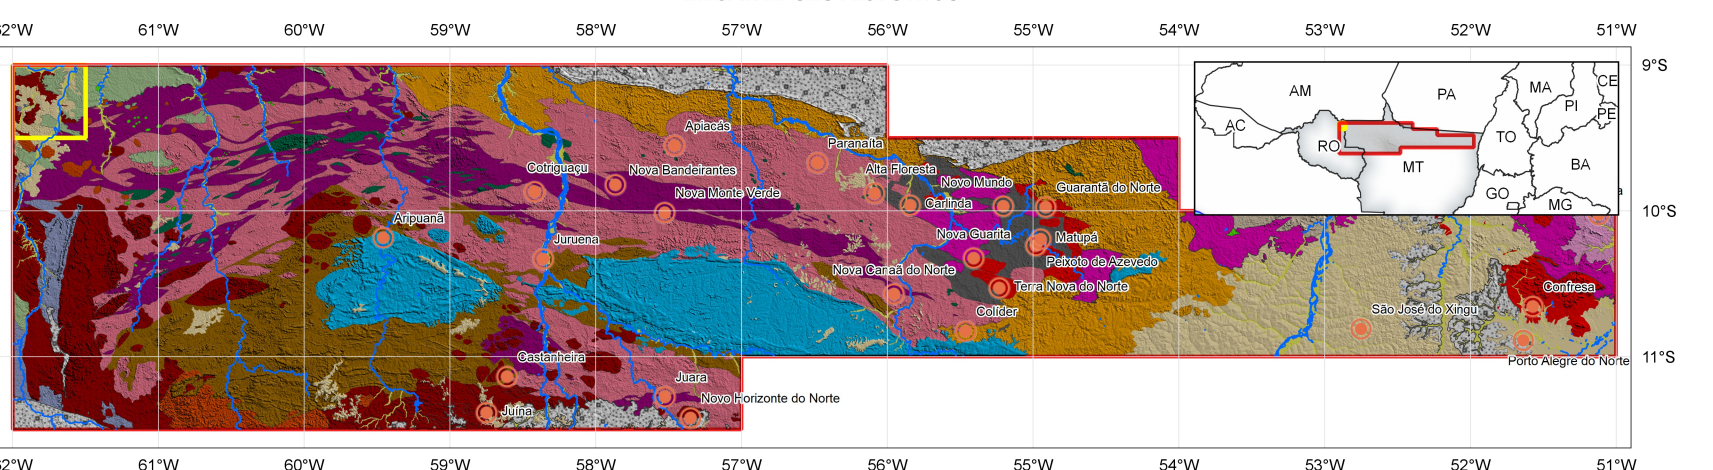 62°W 61°W 60°W 59°W 58°W 57°W 56°W 55°W 54°W 53°W 52°W 51°W
9°S
AM
PA
MA
CE
PI
PE
AC
TO
RO
MT
BA
GO
MG
Apiacás
Paranaíta
Cotriguaçu
Nova Bandeirantes
Alta Floresta
Novo Mundo
Guarantã do Norte
Nova Monte Verde
Carlinda
10°S
Aripuanã
Juruena
Nova Guarita
Matupá
Peixoto de Azevedo
Nova Canaã do Norte
Terra Nova do Norte
Confresa
Colíder
São José do Xingu
11°S
Castanheira
Porto Alegre do Norte
Juara
Novo Horizonte do Norte
Juína
62°W 61°W 60°W 59°W 58°W 57°W 56°W 55°W 54°W 53°W 52°W 51°W